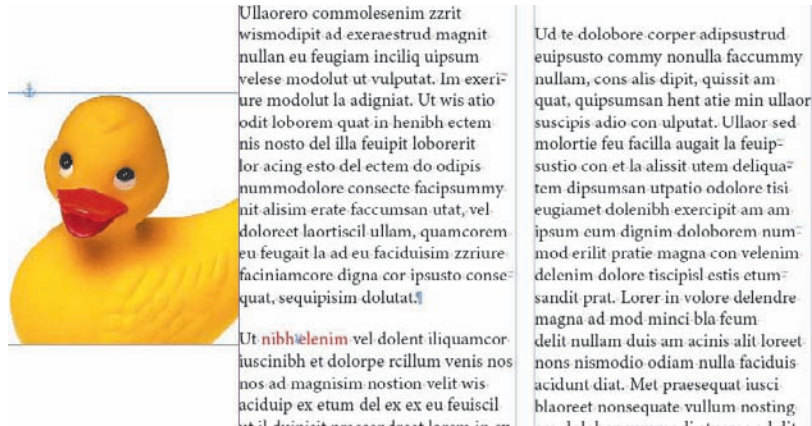 Ullaorero commolesenim zzrit
wismodipit ad exeraestrud magnit
nullan eu feugiam inciliq uipsum
velese modolut ut vulputat. Im exeri-
ure modolut la adigniat. Ut wis atio
odit loborem quat in henibh ectem
nis nosto del illa feuipit loborerit
lor acing esto del ectem do odipis
nummodolore consecte facipsummy
nit alisim erate faccumsan utat, vel
doloreet laortiscil ullam, quamcorem
eu feugait la ad eu faciduisim zzriure
faciniamcore digna cor ipsusto conse-
quat, sequipisim dolutat.¶
Ut nibh elenim vel dolent iliquamcor
iuscinibh et dolorpe rcillum venis nos
nos ad magnisim nostion velit wis
aciduip ex etum del ex ex eu feuiscil
Ud te dolobore corper adipsustrud
euipsusto commy nonulla faccummy
nullam, cons alis dipit, quissit am
quat, quipsumsan hent atie min ullaor
suscipis adio con ulputat. Ullaor sed
molortie feu facilla augait la feuip-
sustio con et la alissit utem deliqua-
tem dipsumsan utpatio odolore tisi
eugiamet dolenibh exercipit am am
ipsum eum dignim doloborem num-
mod erilit pratie magna con velenim
delenim dolore tiscipisl estis etum
sandit prat. Lorer in volore delendre
magna ad mod minci bla feum
delit nullam duis am acinis alit loreet
nons nismodio odiam nulla faciduis
acidunt diat. Met praesequat iusci
blaoreet nonsequate vullum nosting